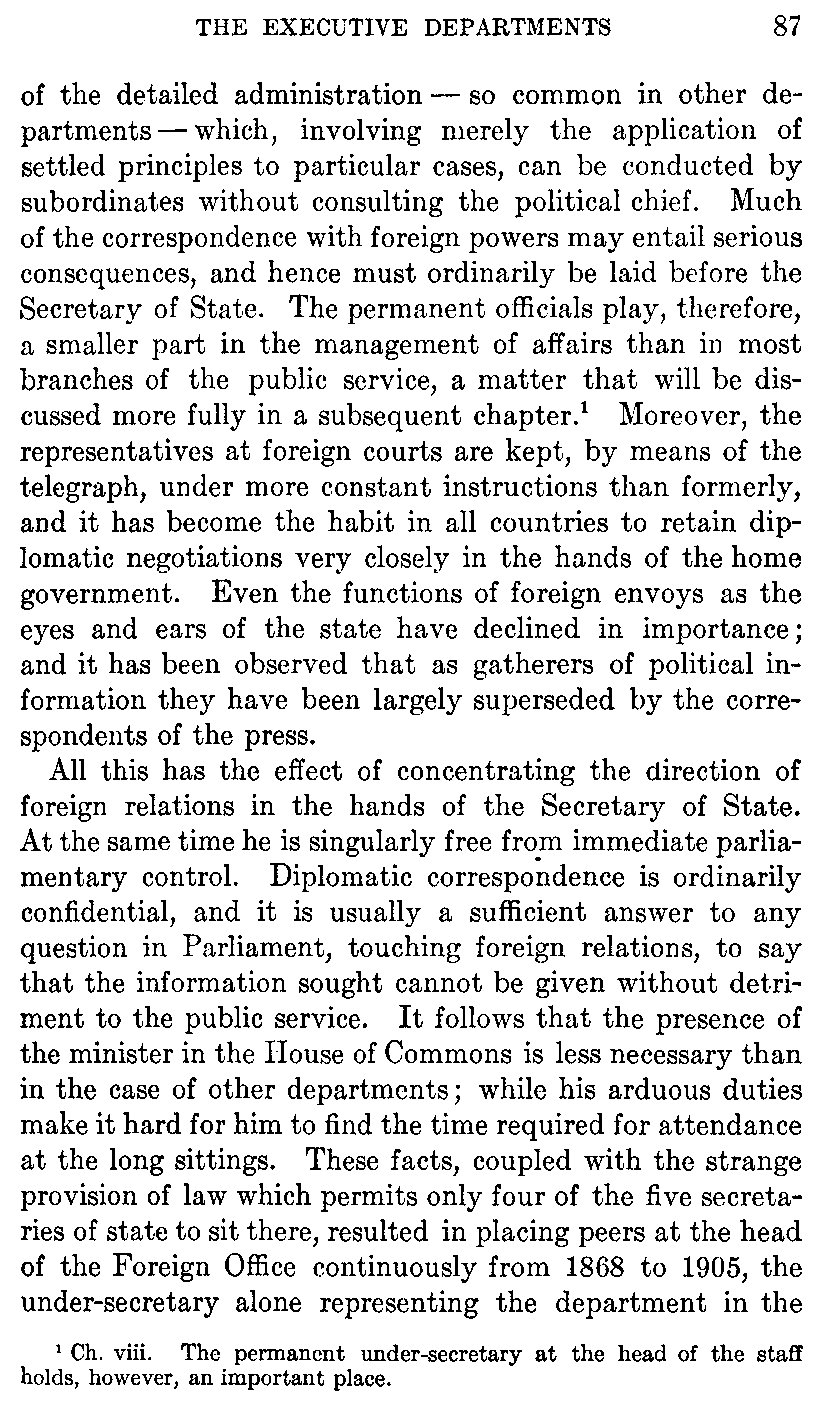 THE EXECUTIVE DEPARTMENTS 87
of the detailed administration — so common in other de-
partments — which, involving merely the application of
settled principles to particular cases, can be conducted by
subordinates without consulting the political chief. Much
of the correspondence with foreign powers may entail serious
consequences, and hence must ordinarily be laid before the
Secretary of State. The permanent officials play, therefore,
a smaller part in the management of affairs than in most
branches of the public service, a matter that will be dis-
cussed more fully in a subsequent chapter.¹ Moreover, the
representatives at foreign courts are kept, by means of the
telegraph, under more constant instructions than formerly,
and it has become the habit in all countries to retain dip-
lomatic negotiations very closely in the hands of the home
government. Even the functions of foreign envoys as the
eyes and ears of the state have declined in importance;
and it has been observed that as gatherers of political in-
formation they have been largely superseded by the corre-
spondents of the press.
All this has the effect of concentrating the direction of
foreign relations in the hands of the Secretary of State.
At the same time he is singularly free from immediate parlia-
mentary control. Diplomatic correspondence is ordinarily
confidential, and it is usually a sufficient answer to any
question in Parliament, touching foreign relations, to say
that the information sought cannot be given without detri-
ment to the public service. It follows that the presence of
the minister in the House of Commons is less necessary than
in the case of other departments; while his arduous duties
make it hard for him to find the time required for attendance
at the long sittings. These facts, coupled with the strange
provision of law which permits only four of the five secreta-
ries of state to sit there, resulted in placing peers at the head
of the Foreign Office continuously from 1868 to 1905, the
under-secretary alone representing the department in the
¹ Ch. viii. The permanent under-secretary at the head of the staff
holds, however, an important place.